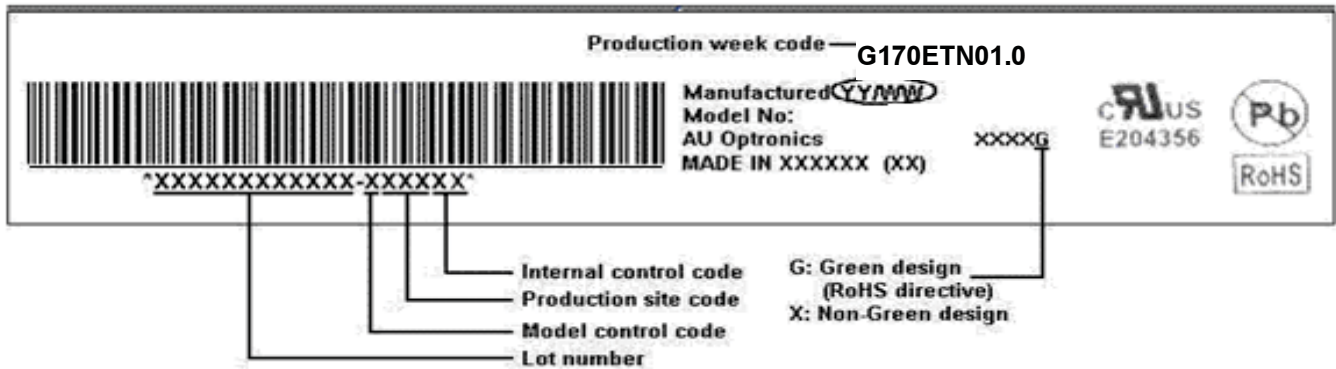 Production week code
G170ETN01.0
Manufactured YY/WW
Model No:
AU Optronics XXXXG
MADE IN XXXXXX (XX)
c RU US
E204356
Pb
RoHS
*XXXXXXXXXXXX-XXXXXX*
Internal control code
Production site code
Model control code
Lot number
G: Green design
(RoHS directive)
X: Non-Green design